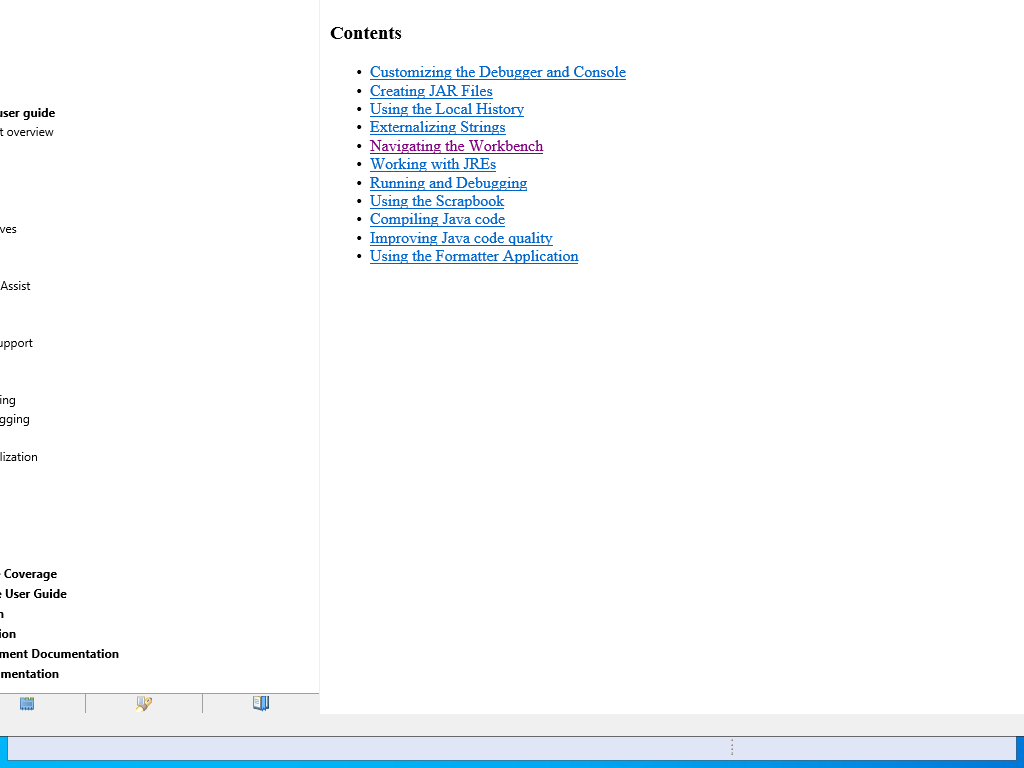 Contents
Customizing the Debugger and Console
Creating JAR Files
Using the Local History
Externalizing Strings
Navigating the Workbench
Working with JREs
Running and Debugging
Using the Scrapbook
Compiling Java code
Improving Java code quality
Using the Formatter Application
user guide
t overview
ves
Assist
upport
ing
gging
lization
Coverage
e User Guide
n
ion
ment Documentation
mentation